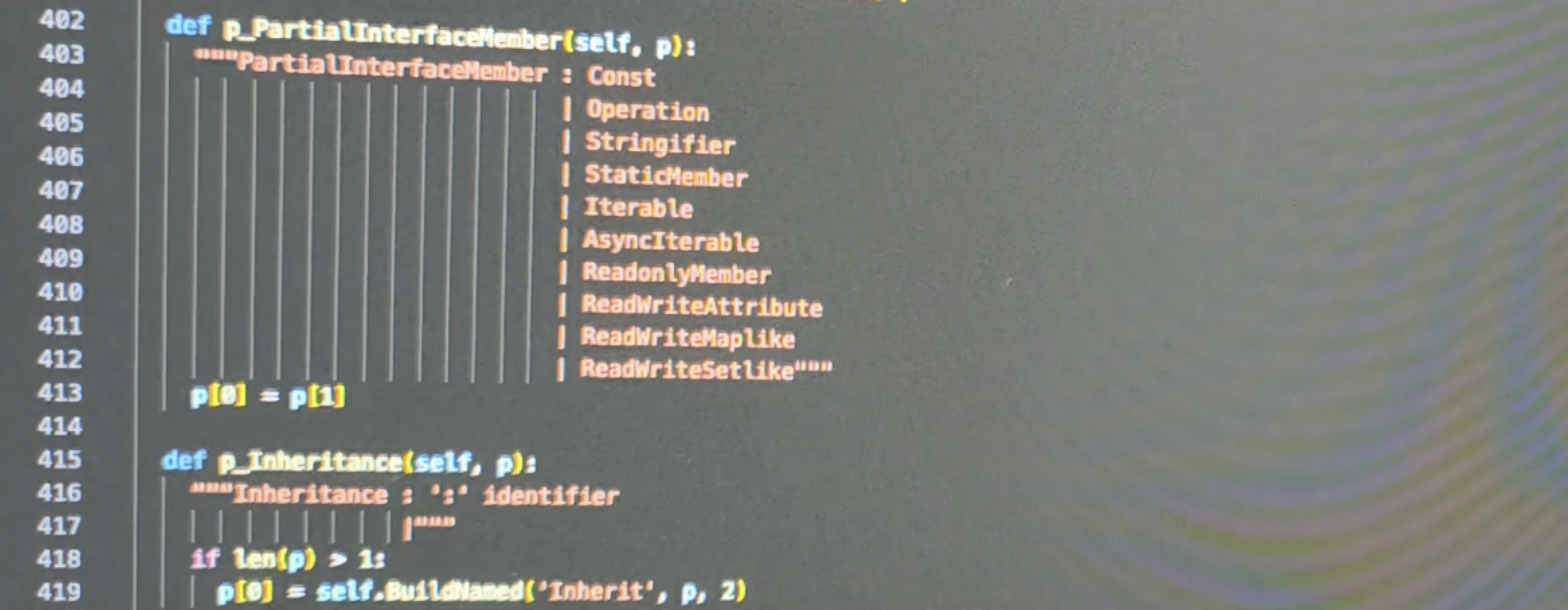 402 def p_PartialInterfaceMember(self, p):
403 """PartialInterfaceMember : Const
404 | Operation
405 | Stringifier
406 | StaticMember
407 | Iterable
408 | AsyncIterable
409 | ReadonlyMember
410 | ReadWriteAttribute
411 | ReadWriteMaplike
412 | ReadWriteSetlike"""
413 p[0] = p[1]
414
415 def p_Inheritance(self, p):
416 """Inheritance : ':' identifier
417 |"""
418 if len(p) > 1:
419 p[0] = self.BuildNamed('Inherit', p, 2)